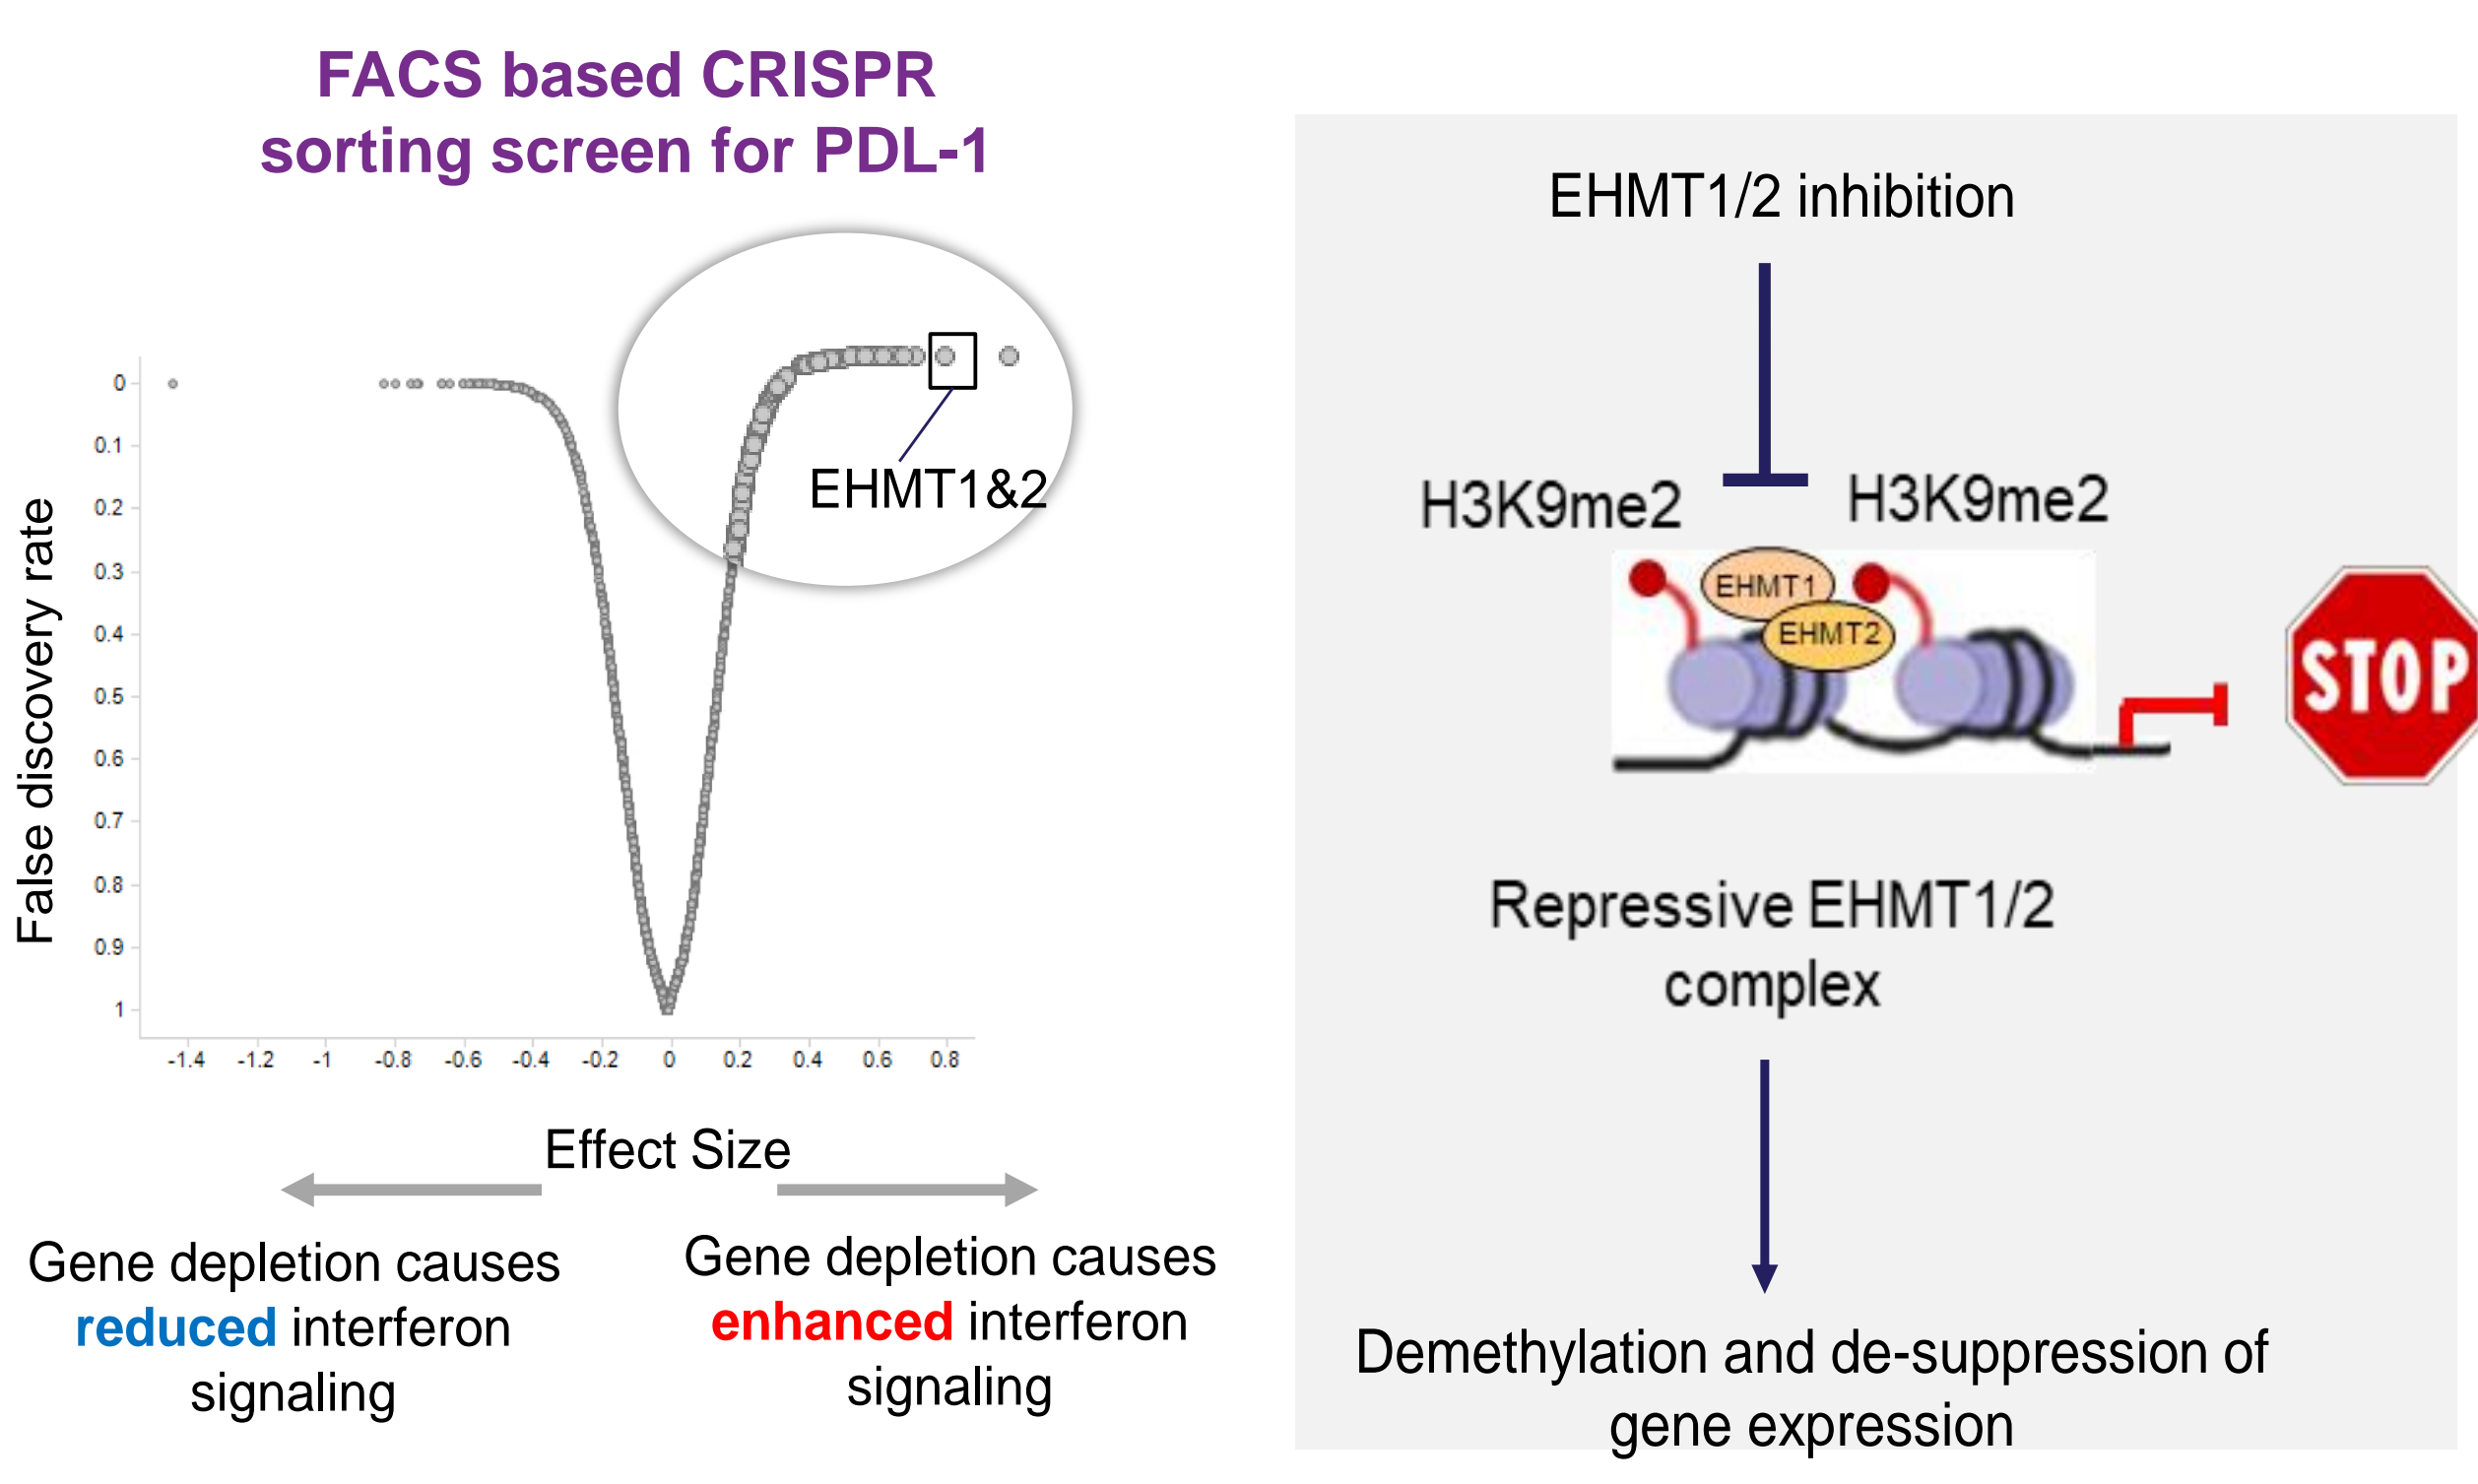 FACS based CRISPR
sorting screen for PDL-1
False discovery rate
0
0.1
0.2
0.3
0.4
0.5
0.6
0.7
0.8
0.9
1
-1.4 -1.2 -1 -0.8 -0.6 -0.4 -0.2 0 0.2 0.4 0.6 0.8
EHMT1&2
Effect Size
Gene depletion causes
reduced interferon
signaling
Gene depletion causes
enhanced interferon
signaling
EHMT1/2 inhibition
H3K9me2 H3K9me2
EHMT1
EHMT2
STOP
Repressive EHMT1/2
complex
Demethylation and de-suppression of
gene expression